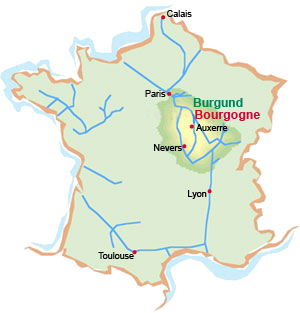 Calais
Paris
Burgund
Bourgogne
Auxerre
Nevers
Lyon
Toulouse